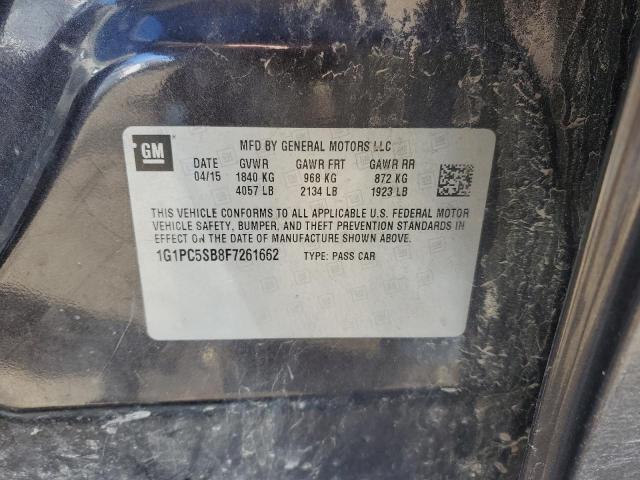 GM
MFD BY GENERAL MOTORS LLC
DATE GVWR GAWR FRT GAWR RR
04/15 1840 KG 968 KG 872 KG
4057 LB 2134 LB 1923 LB
THIS VEHICLE CONFORMS TO ALL APPLICABLE U.S. FEDERAL MOTOR
VEHICLE SAFETY, BUMPER, AND THEFT PREVENTION STANDARDS IN
EFFECT ON THE DATE OF MANUFACTURE SHOWN ABOVE.
1G1PC5SB8F7261662 TYPE: PASS CAR